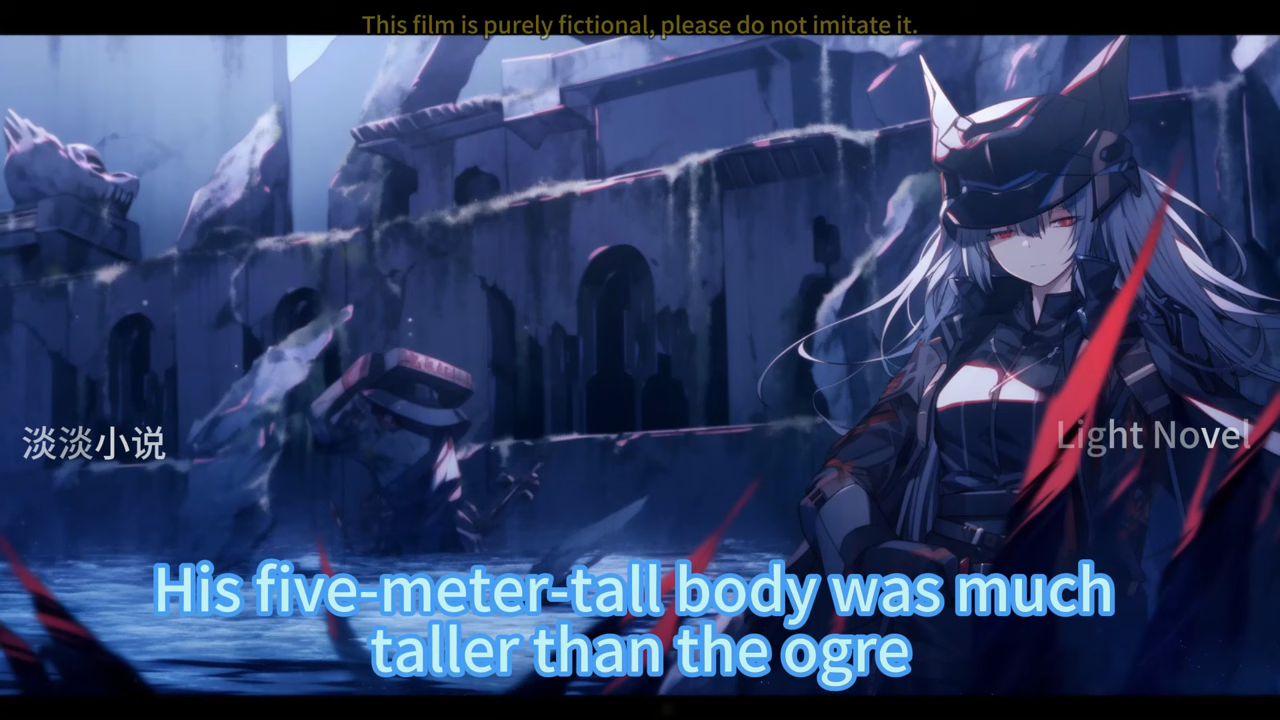 This film is purely fictional, please do not imitate it.
淡淡小说
Light Novel
His five-meter-tall body was much
taller than the ogre